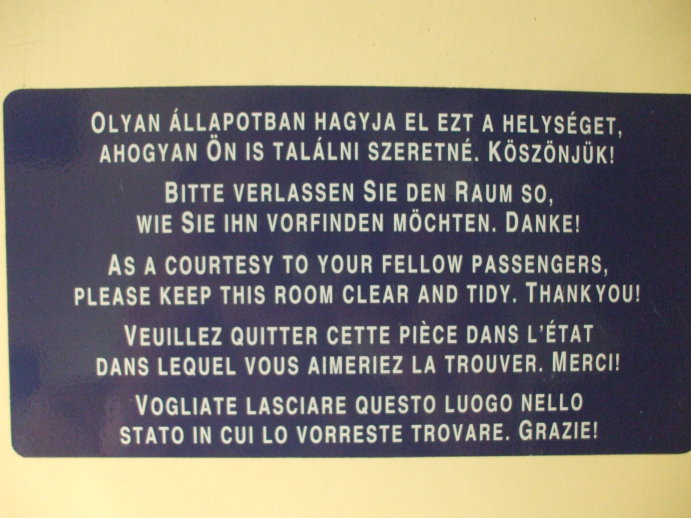 OLYAN ÁLLAPOTBAN HAGYJA EL EZT A HELYSÉGET,
AHOGYAN ÖN IS TALÁLNI SZERETNÉ. KÖSZÖNJÜK!
BITTE VERLASSEN SIE DEN RAUM SO,
WIE SIE IHN VORFINDEN MÖCHTEN. DANKE!
AS A COURTESY TO YOUR FELLOW PASSENGERS,
PLEASE KEEP THIS ROOM CLEAR AND TIDY. THANK YOU!
VEUILLEZ QUITTER CETTE PIÈCE DANS L'ÉTAT
DANS LEQUEL VOUS AIMERIEZ LA TROUVER. MERCI!
VOGLIATE LASCIARE QUESTO LUOGO NELLO
STATO IN CUI LO VORRESTE TROVARE. GRAZIE!